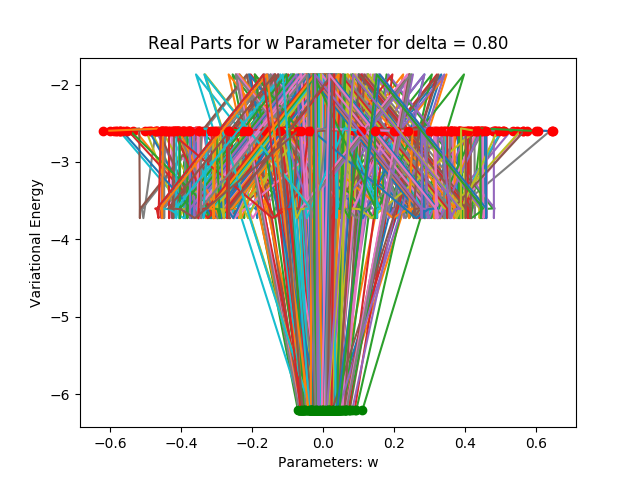 Real Parts for w Parameter for delta = 0.80
Variational Energy
−2
−3
−4
−5
−6
−0.6 −0.4 −0.2 0.0 0.2 0.4 0.6
Parameters: w